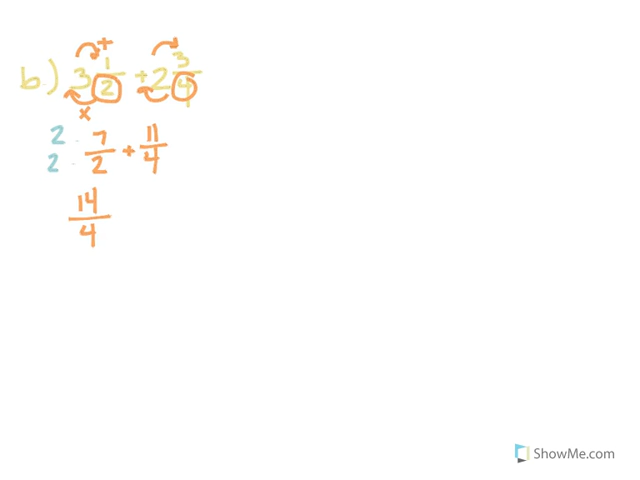 b.) 3 1/2 + 2 3/4
+
x
2/2 · 7/2 + 11/4
14/4
ShowMe.com